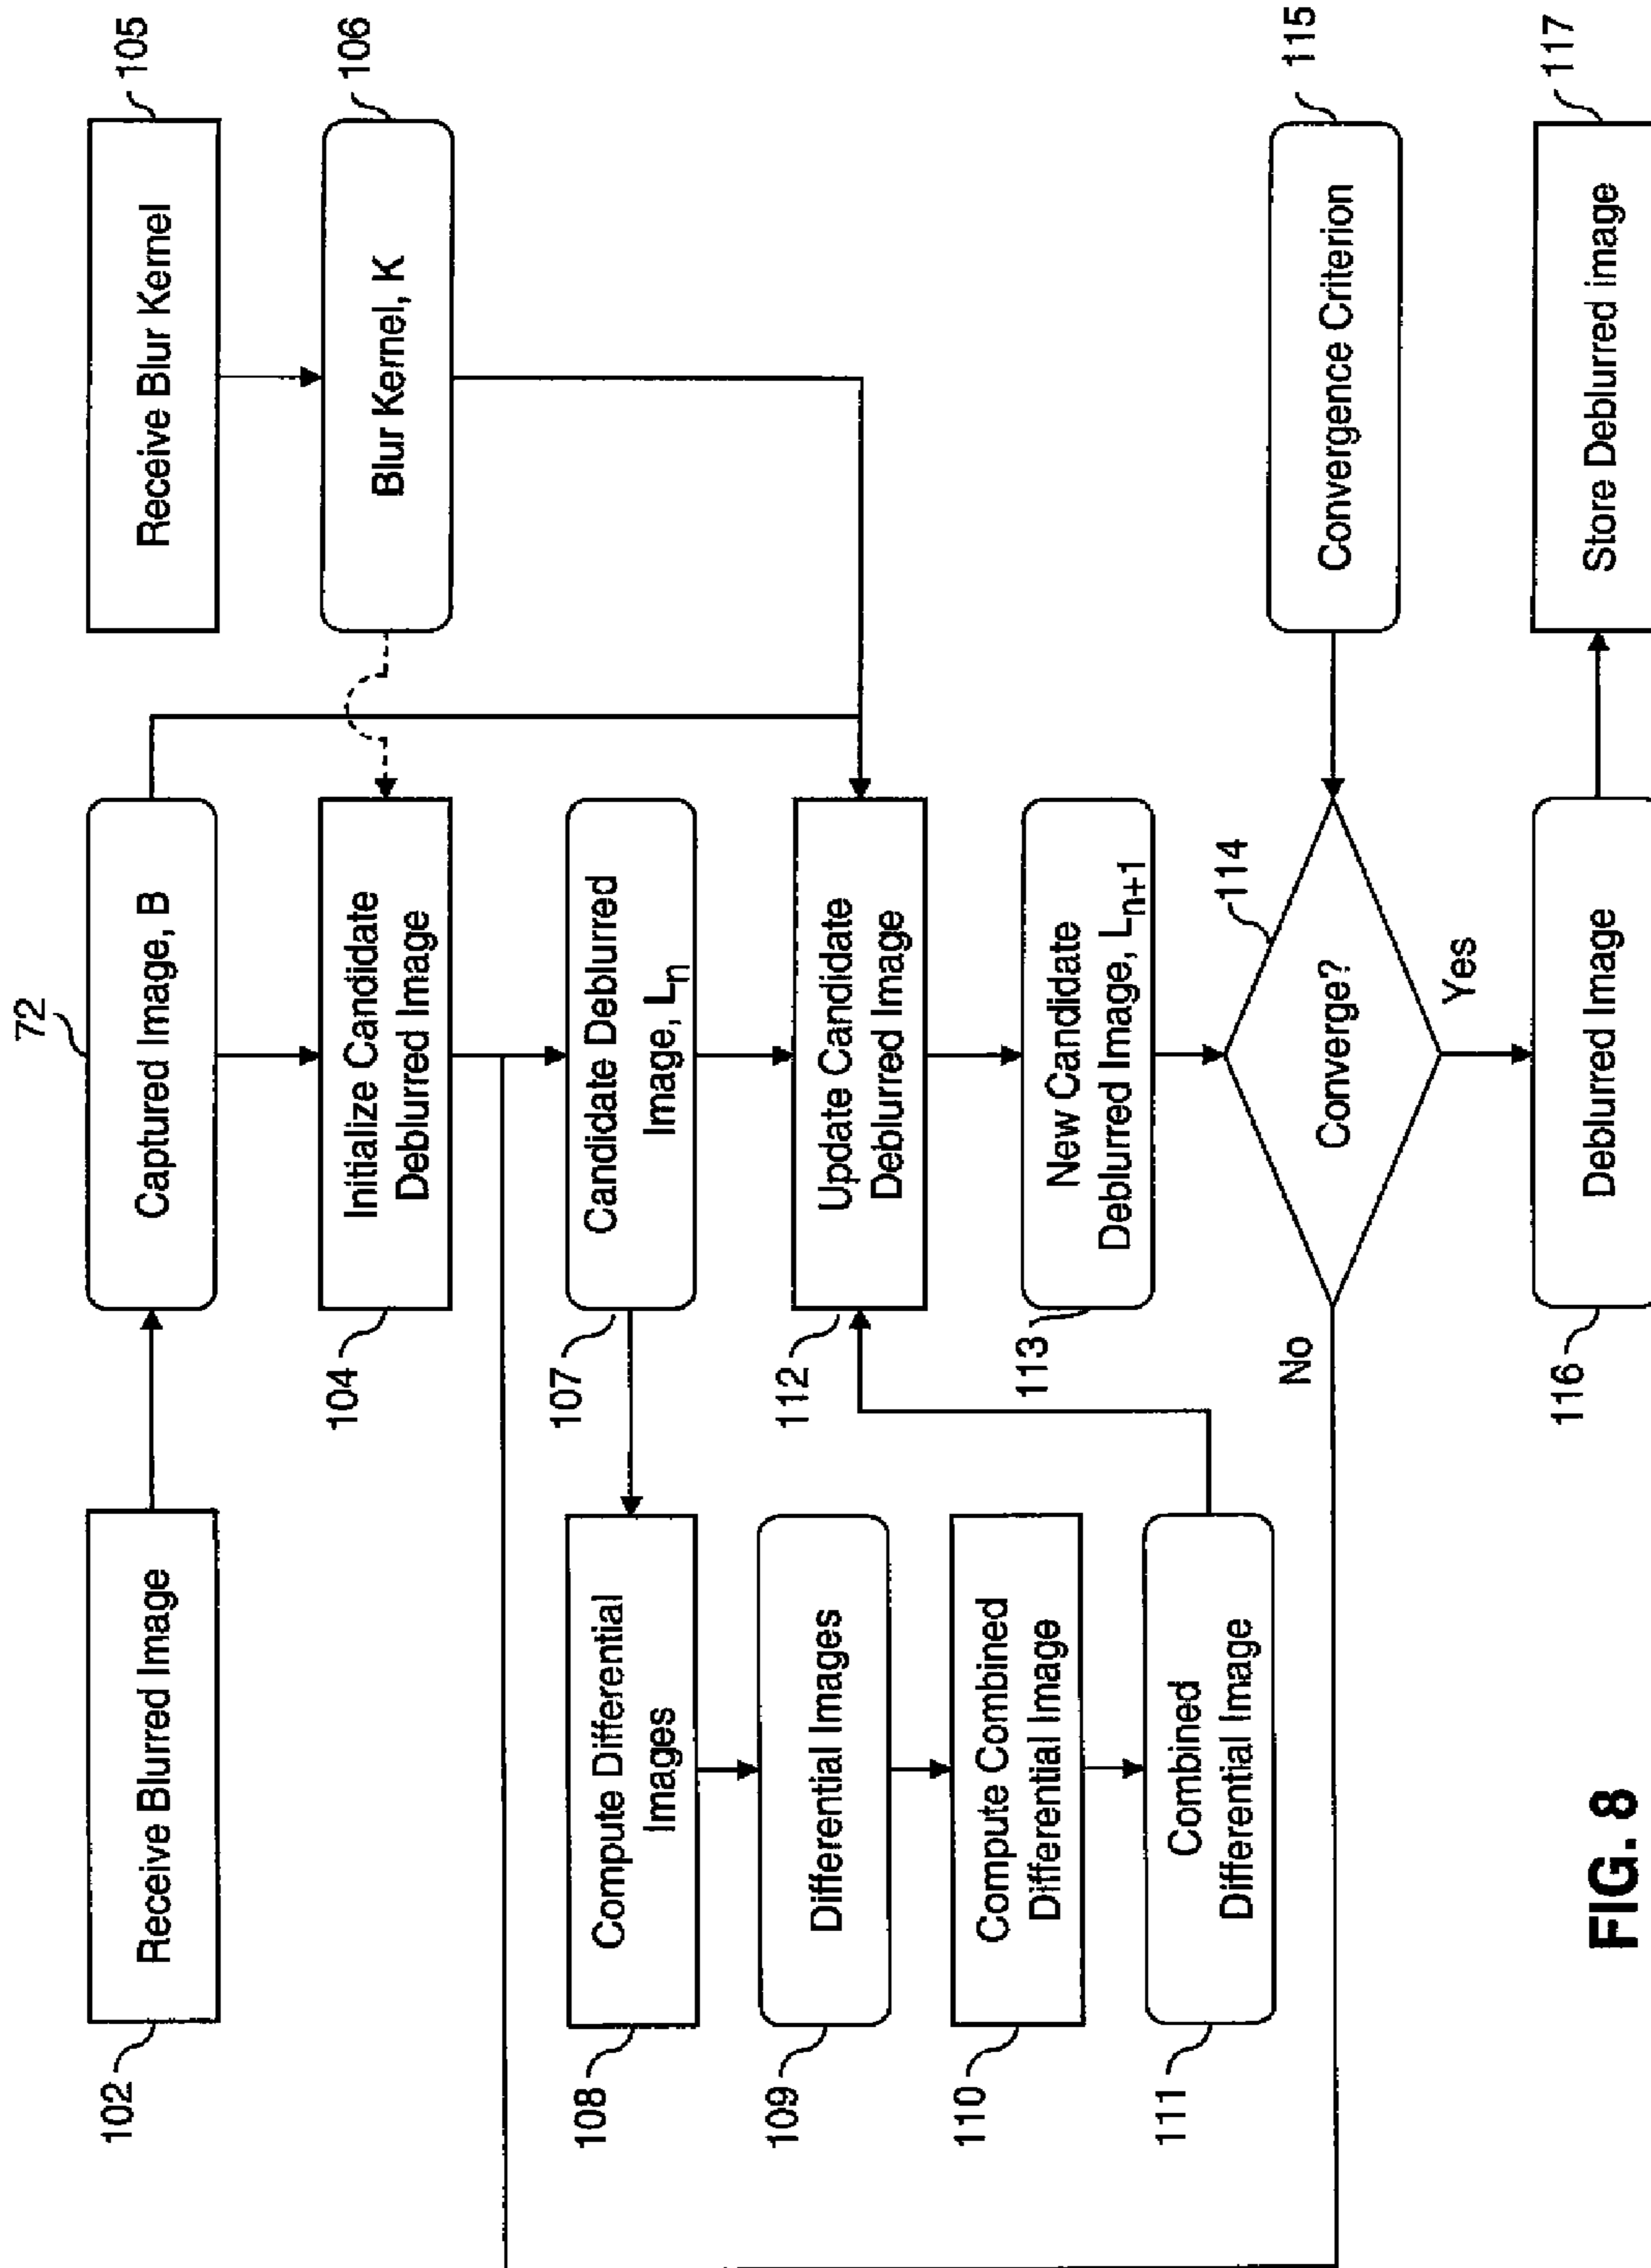 72
105
Receive Blurred Image
Captured Image, B
Receive Blur Kernel
102
106
Initialize Candidate
Deblurred Image
Blur Kernel, K
104
Compute Differential
Images
Candidate Deblurred
Image, Ln
108
107
Differential Images
109
Update Candidate
Deblurred Image
112
Compute Combined
Differential Image
110
New Candidate
Deblurred Image, Ln+1
113
Combined
Differential Image
111
114
115
No
Converge?
Convergence Criterion
Yes
117
Deblurred Image
Store Deblurred image
116
FIG. 8